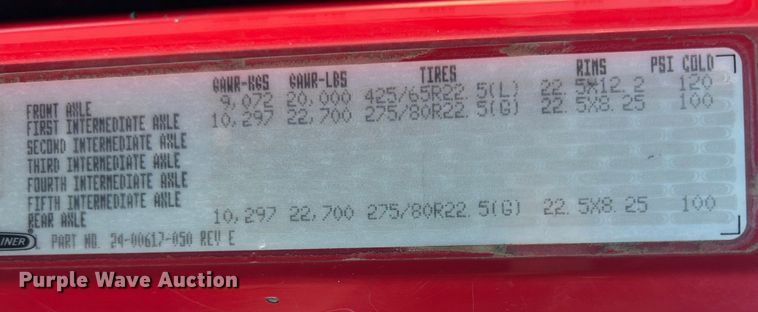 GAWR-KGS GAWR-LBS TIRES RIMS PSI COLD
FRONT AXLE 9,072 20,000 425/65R22.5(L) 22.5X12.2 120
FIRST INTERMEDIATE AXLE 10,297 22,700 275/80R22.5(G) 22.5X8.25 100
SECOND INTERMEDIATE AXLE
THIRD INTERMEDIATE AXLE
FOURTH INTERMEDIATE AXLE
FIFTH INTERMEDIATE AXLE
REAR AXLE 10,297 22,700 275/80R22.5(G) 22.5X8.25 100
INER PART NO. 24-00617-050 REV E
Purple Wave Auction